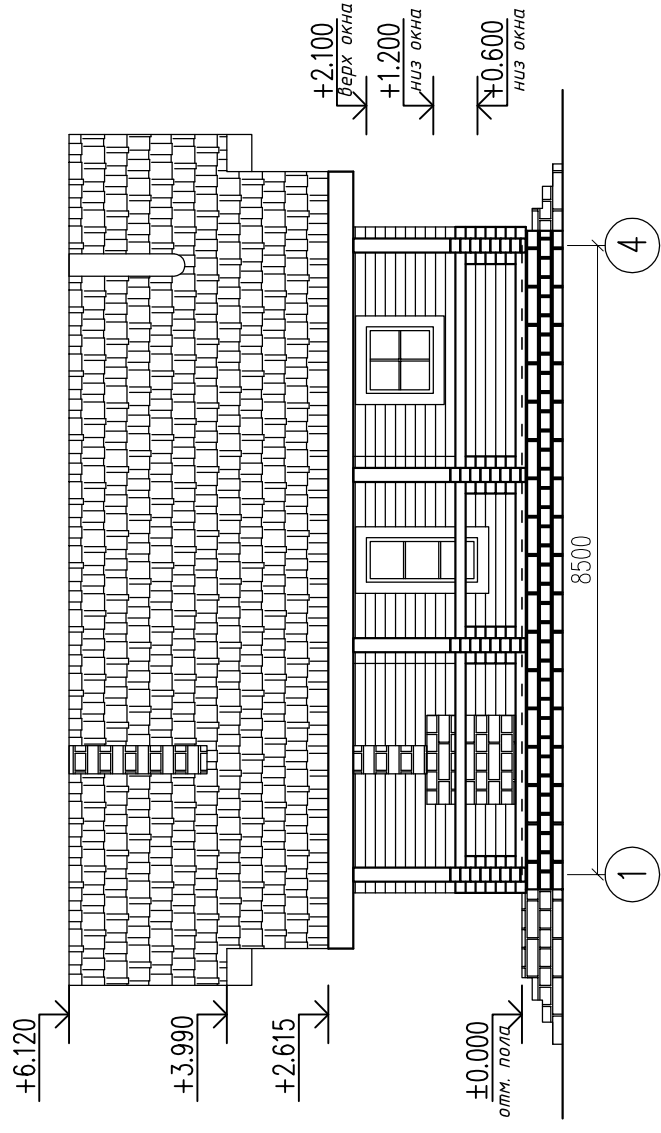 +6.120
+3.990
+2.615
±0.000
отм. пола
+2.100
верх окна
+1.200
низ окна
+0.600
низ окна
8500
1
4